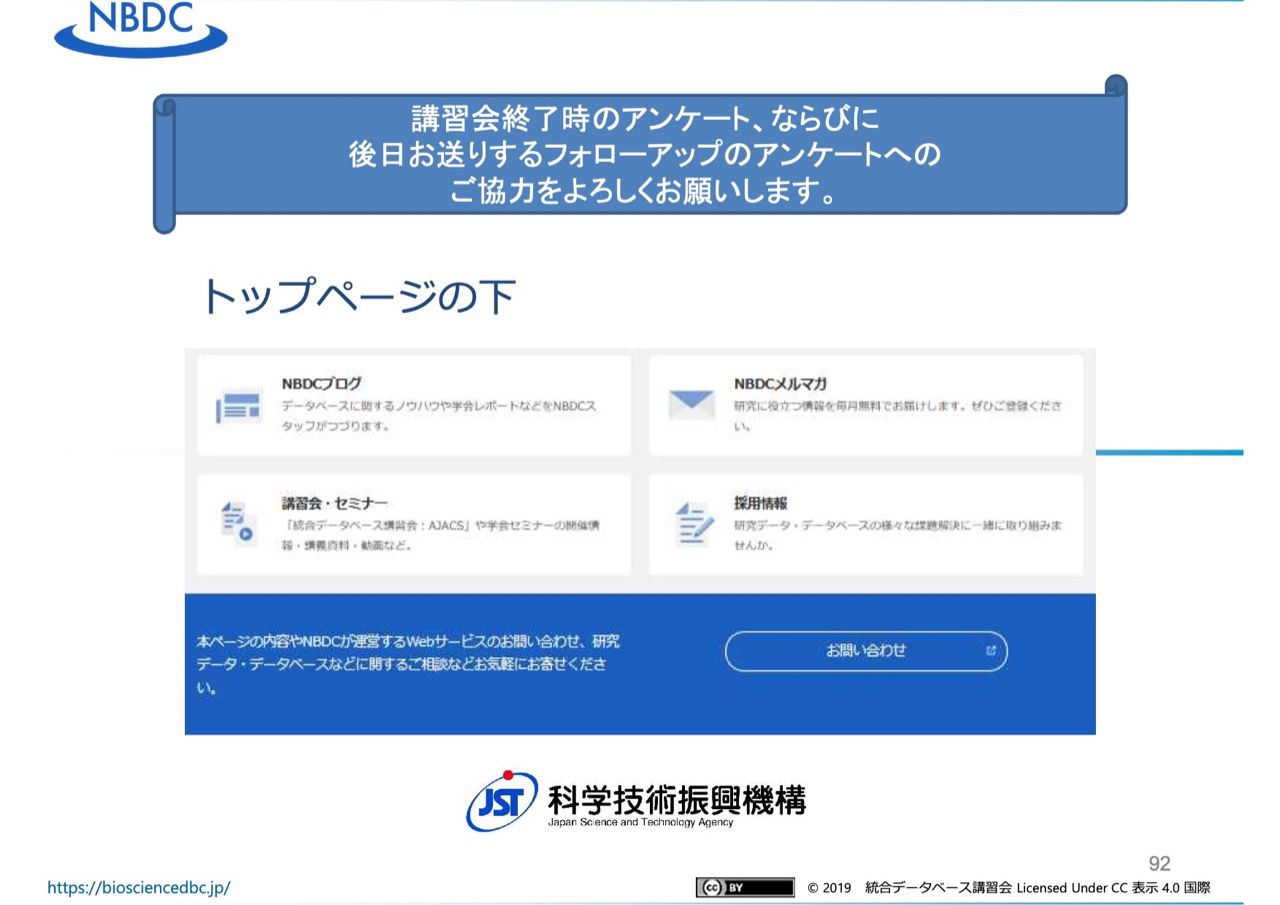 NBDC
講習会終了時のアンケート、ならびに
後日お送りするフォローアップのアンケートへの
ご協力をよろしくお願いします。
トップページの下
NBDCブログ
データベースに関するノウハウや学会レポートなどをNBDCス
タッフがつづります。
NBDCメルマガ
研究に役立つ情報を毎月無料でお届けします。ぜひご登録くださ
い。
講習会・セミナー
「統合データベース講習会：AJACS」や学会セミナーの開催情
報・講義資料・動画など。
採用情報
研究データ・データベースの様々な課題解決に一緒に取り組みま
せんか。
本ページの内容やNBDCが運営するWebサービスのお問い合わせ、研究
データ・データベースなどに関するご相談などお気軽にお寄せくださ
い。
お問い合わせ
JST 科学技術振興機構
Japan Science and Technology Agency
92
https://biosciencedbc.jp/
cc BY © 2019 統合データベース講習会 Licensed Under CC 表示 4.0 国際